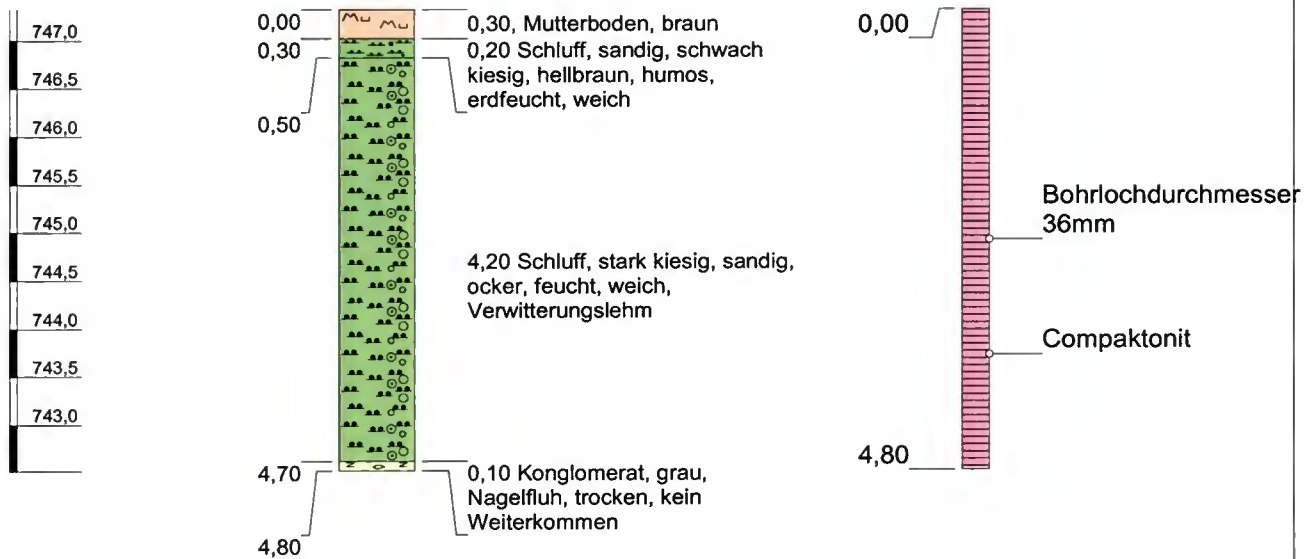 747,0
746,5
746,0
745,5
745,0
744,5
744,0
743,5
743,0
0,00
0,30
0,50
4,70
4,80
0,30, Mutterboden, braun
0,20 Schluff, sandig, schwach
kiesig, hellbraun, humos,
erdfeucht, weich
4,20 Schluff, stark kiesig, sandig,
ocker, feucht, weich,
Verwitterungslehm
0,10 Konglomerat, grau,
Nagelfluh, trocken, kein
Weiterkommen
0,00
Bohrlochdurchmesser
36mm
Compaktonit
4,80